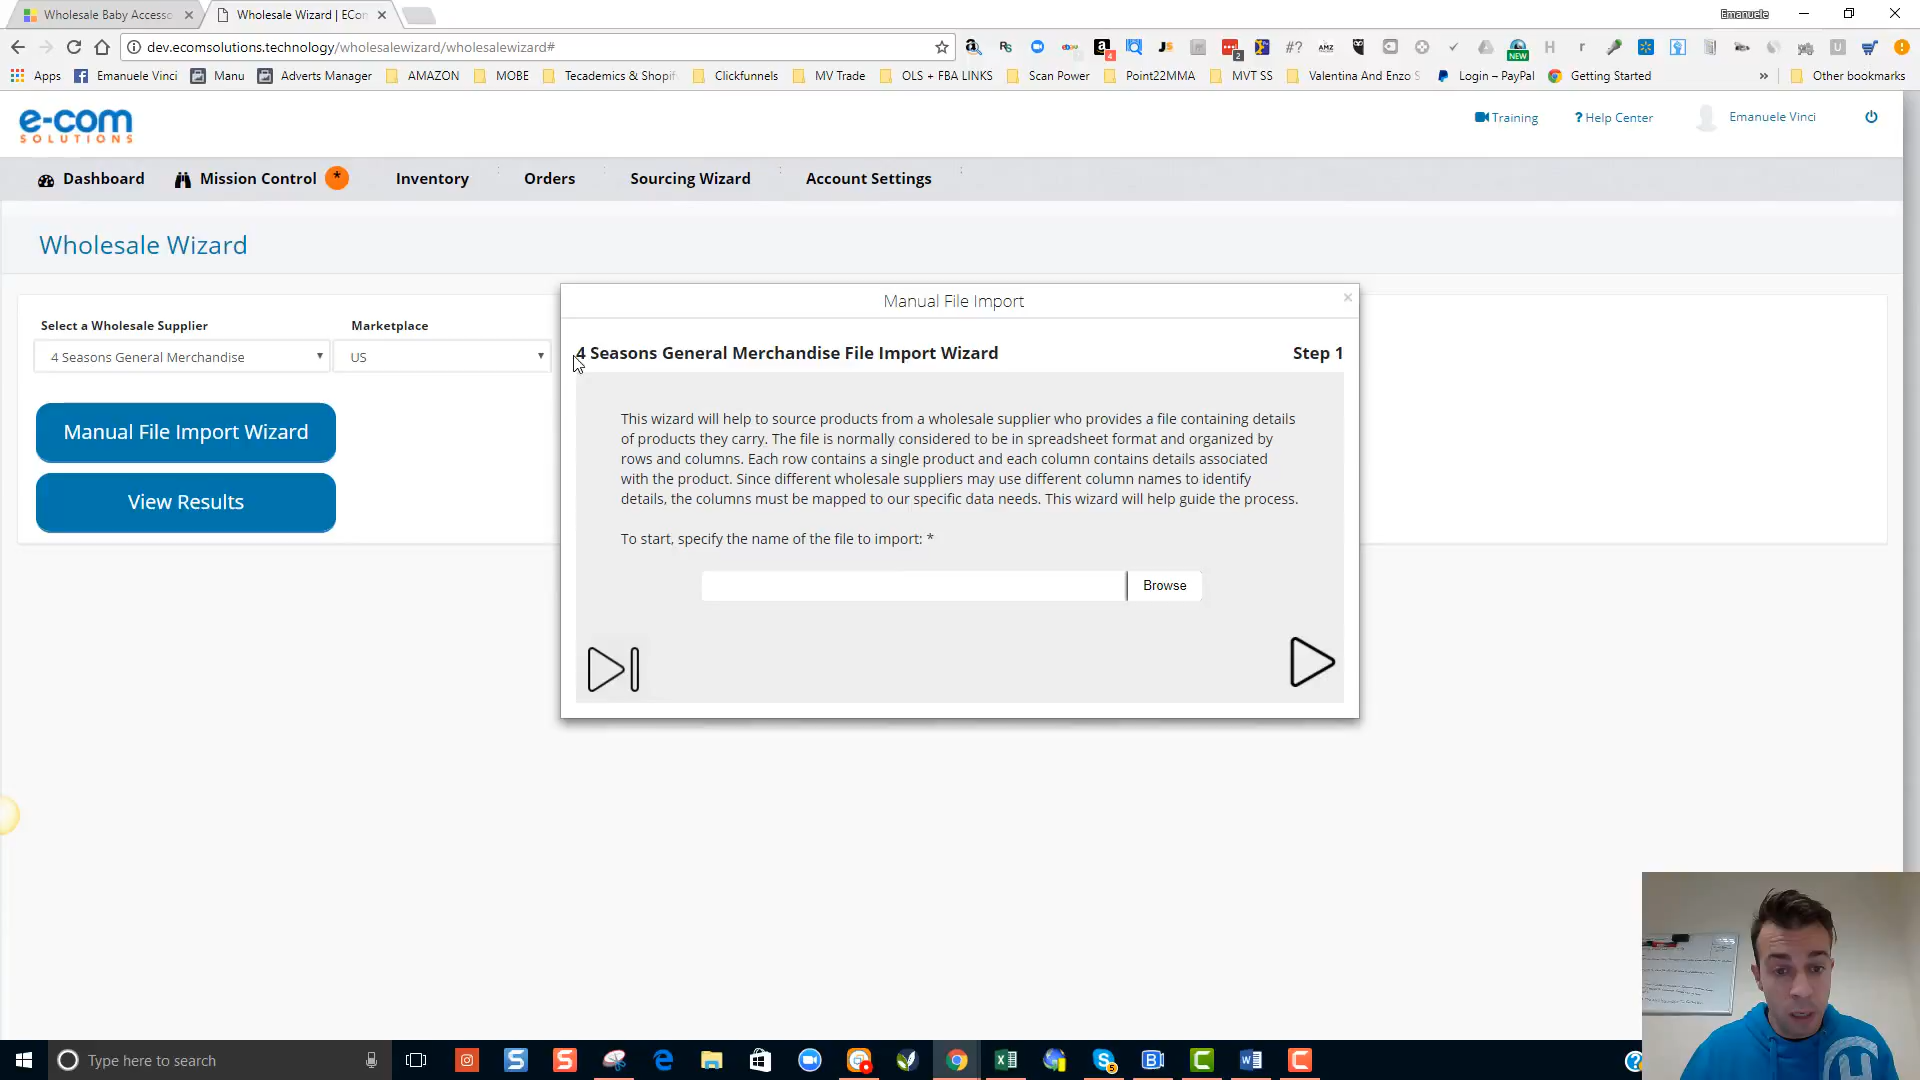 Wholesale Baby Accesso
Wholesale Wizard | ECor
Emanuele
dev.ecomsolutions.technology/wholesalewizard/wholesalewizard#
Apps
Emanuele Vinci
Manu
Adverts Manager
AMAZON
MOBE
Tecademics & Shopif
Clickfunnels
MV Trade
OLS + FBA LINKS
Scan Power
Point22MMA
MVT SS
Valentina And Enzo S
Login – PayPal
Getting Started
»
Other bookmarks
e-com
SOLUTIONS
Training
? Help Center
Emanuele Vinci
Dashboard
Mission Control
*
Inventory
Orders
Sourcing Wizard
Account Settings
Wholesale Wizard
Select a Wholesale Supplier
Marketplace
4 Seasons General Merchandise
US
Manual File Import Wizard
View Results
Manual File Import
×
4 Seasons General Merchandise File Import Wizard
Step 1
This wizard will help to source products from a wholesale supplier who provides a file containing details
of products they carry. The file is normally considered to be in spreadsheet format and organized by
rows and columns. Each row contains a single product and each column contains details associated
with the product. Since different wholesale suppliers may use different column names to identify
details, the columns must be mapped to our specific data needs. This wizard will help guide the process.
To start, specify the name of the file to import: *
Browse
Type here to search